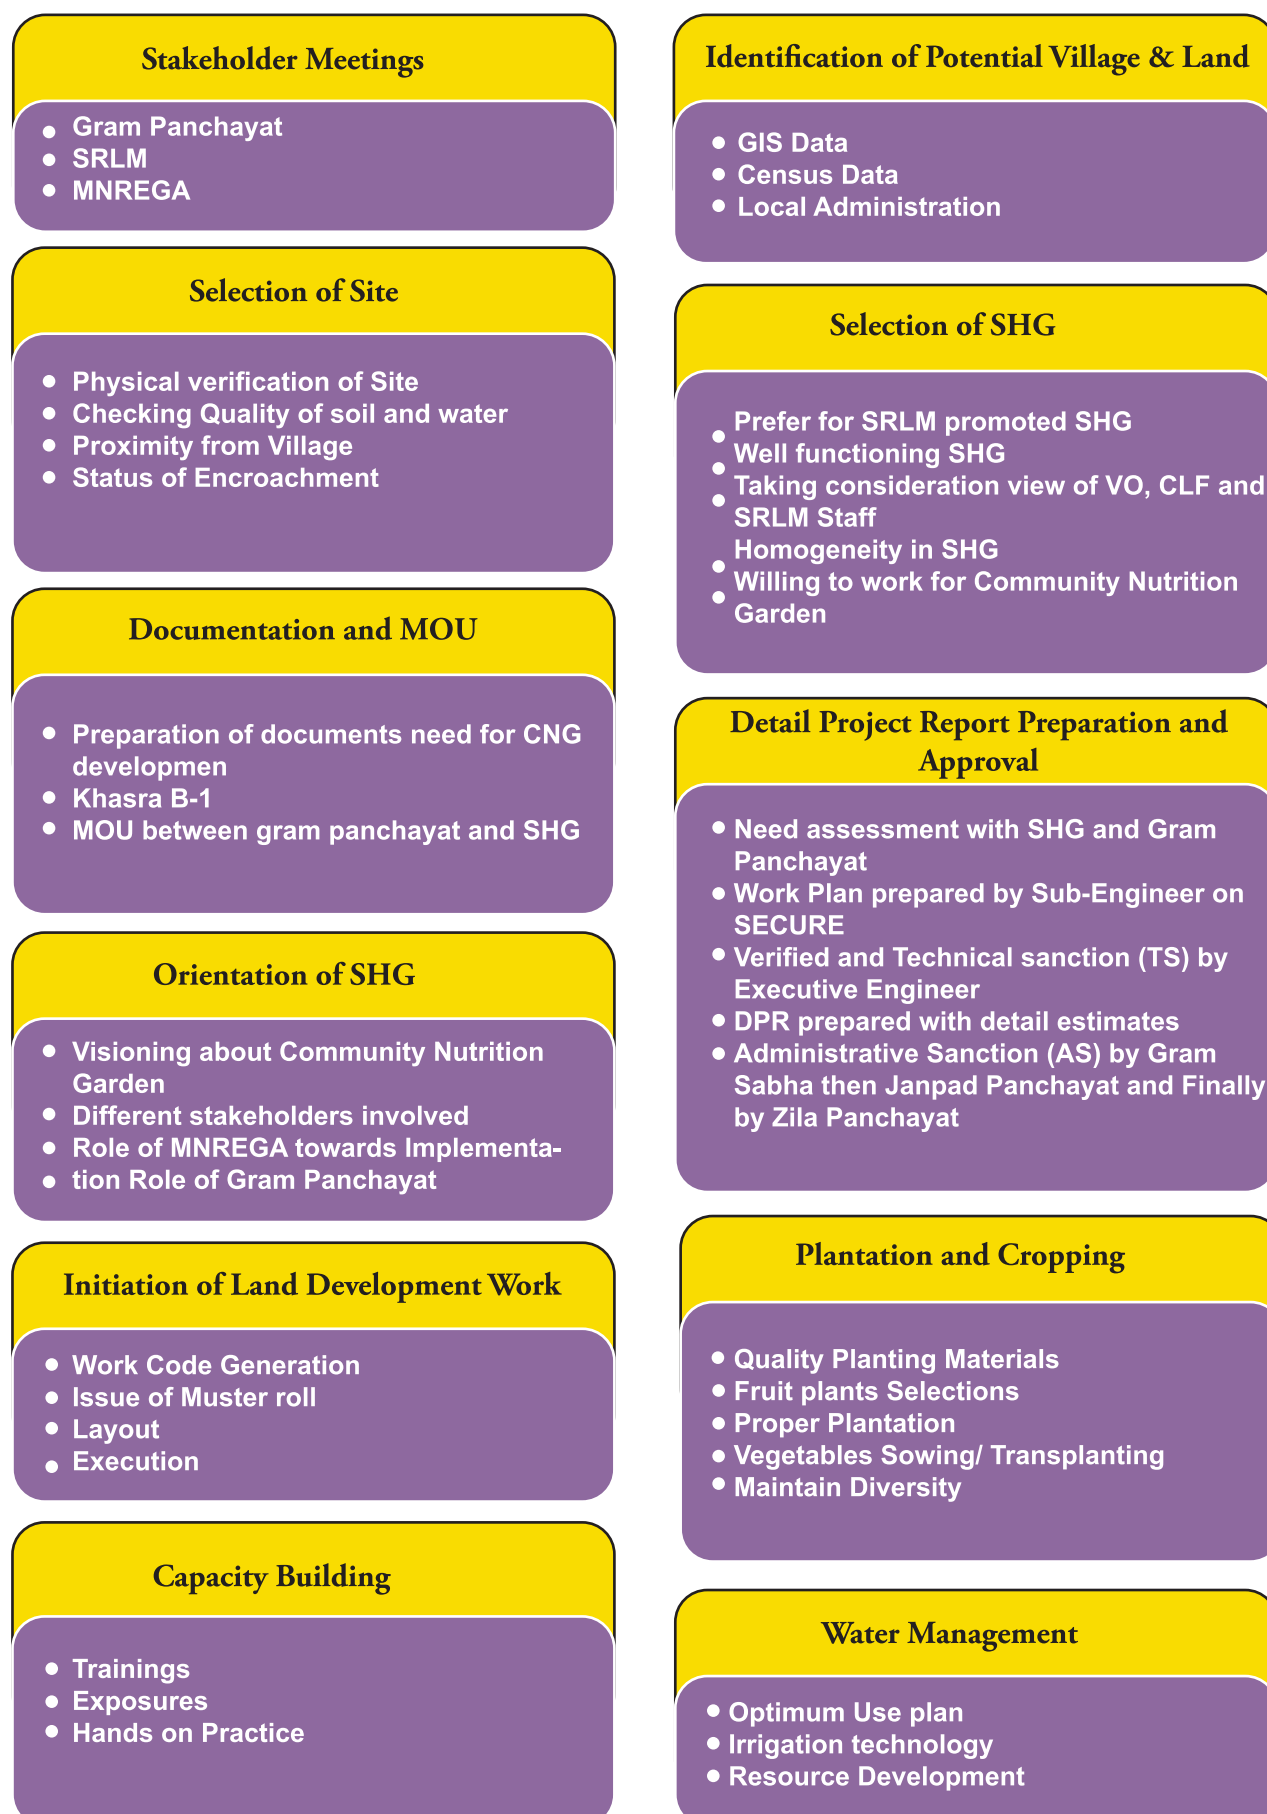 Stakeholder Meetings
Gram Panchayat
SRLM
MNREGA
Identification of Potential Village & Land
GIS Data
Census Data
Local Administration
Selection of Site
Physical verification of Site
Checking Quality of soil and water
Proximity from Village
Status of Encroachment
Selection of SHG
Prefer for SRLM promoted SHG
Well functioning SHG
Taking consideration view of VO, CLF and
SRLM Staff
Homogeneity in SHG
Willing to work for Community Nutrition
Garden
Documentation and MOU
Preparation of documents need for CNG
developmen
Khasra B-1
MOU between gram panchayat and SHG
Detail Project Report Preparation and
Approval
Need assessment with SHG and Gram
Panchayat
Work Plan prepared by Sub-Engineer on
SECURE
Verified and Technical sanction (TS) by
Executive Engineer
DPR prepared with detail estimates
Administrative Sanction (AS) by Gram
Sabha then Janpad Panchayat and Finally
by Zila Panchayat
Orientation of SHG
Visioning about Community Nutrition
Garden
Different stakeholders involved
Role of MNREGA towards Implementa-
tion Role of Gram Panchayat
Initiation of Land Development Work
Work Code Generation
Issue of Muster roll
Layout
Execution
Plantation and Cropping
Quality Planting Materials
Fruit plants Selections
Proper Plantation
Vegetables Sowing/ Transplanting
Maintain Diversity
Capacity Building
Trainings
Exposures
Hands on Practice
Water Management
Optimum Use plan
Irrigation technology
Resource Development